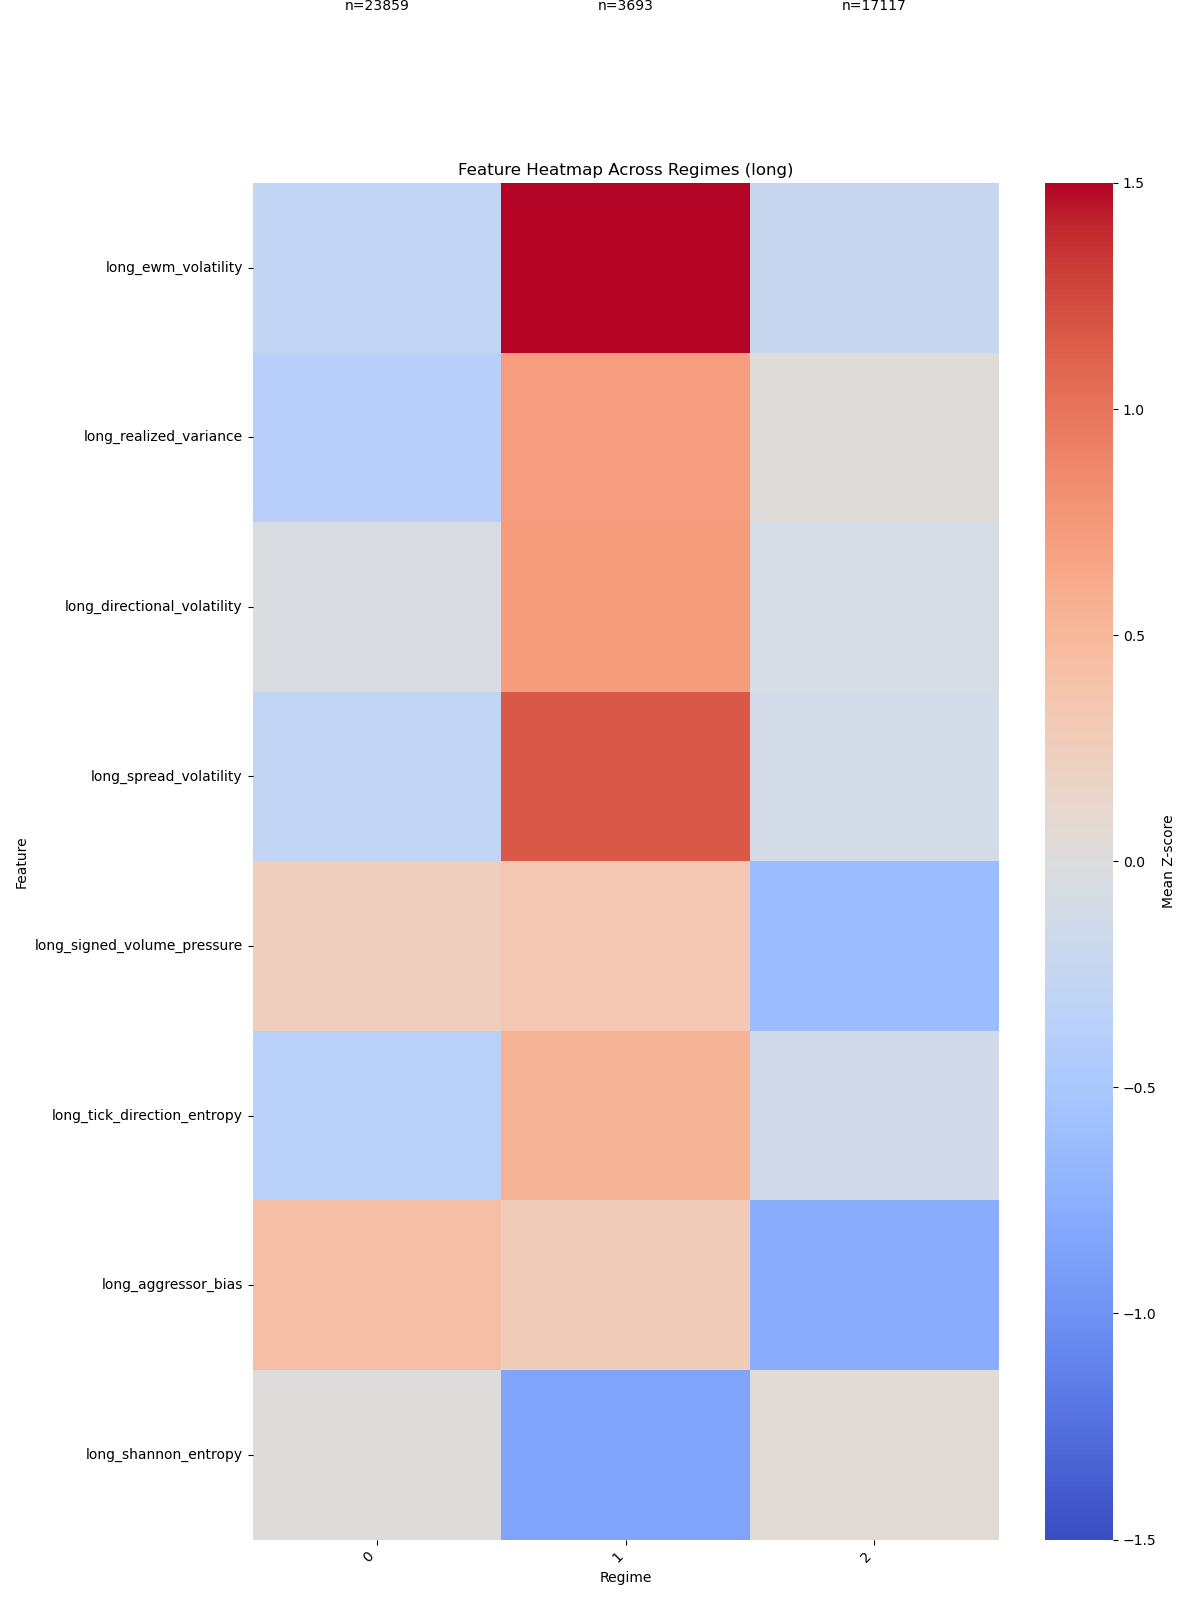 n=23859 n=3693 n=17117
Feature Heatmap Across Regimes (long)
long_ewm_volatility
long_realized_variance
long_directional_volatility
long_spread_volatility
long_signed_volume_pressure
long_tick_direction_entropy
long_aggressor_bias
long_shannon_entropy
Feature
0 1 2
Regime
1.5
1.0
0.5
0.0
−0.5
−1.0
−1.5
Mean Z-score